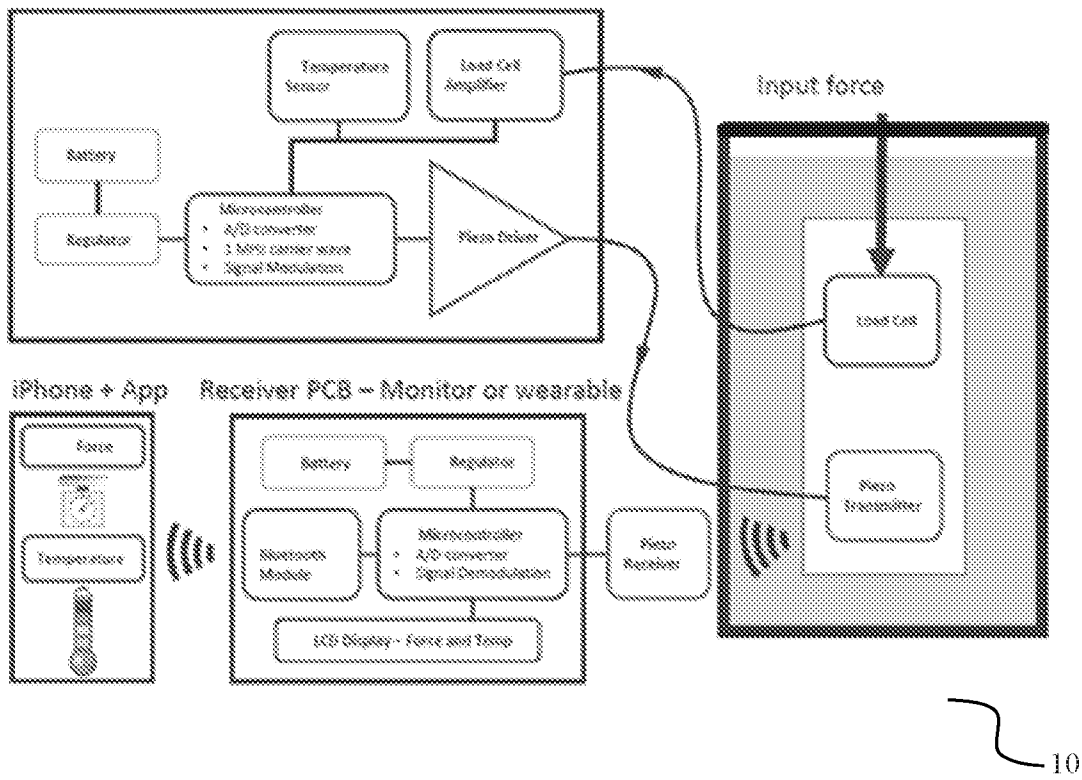 Temperature
Sensor
Load Cell
Amplifier
Input force
Battery
Regulator
Microcontroller
• A/D converter
• 1 MHz carrier wave
• Signal Modulation
Piezo Driver
Load Cell
iPhone + App
Receiver PCB – Monitor or wearable
Force
Battery
Regulator
Piezo
Transmitter
Temperature
Bluetooth
Module
Microcontroller
• A/D converter
• Signal Demodulation
Piezo
Receiver
LCD Display – Force and Temp
10